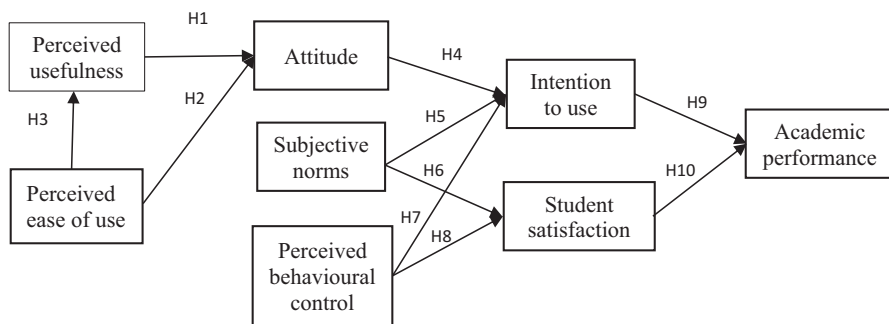 H1
Perceived
usefulness
Attitude
H4
H2
H3
Intention
to use
H9
H5
Subjective
norms
H6
Academic
performance
H10
Perceived
ease of use
Student
satisfaction
H7
H8
Perceived
behavioural
control